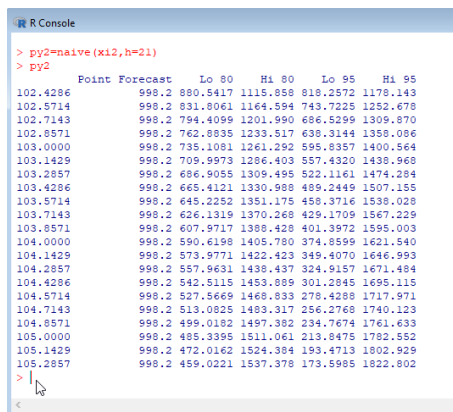 R Console
> py2=naive(xi2,h=21)
> py2
Point Forecast Lo 80 Hi 80 Lo 95 Hi 95
102.4286 998.2 880.5417 1115.858 818.2572 1178.143
102.5714 998.2 831.8061 1164.594 743.7225 1252.678
102.7143 998.2 794.4099 1201.990 686.5299 1309.870
102.8571 998.2 762.8835 1233.517 638.3144 1358.086
103.0000 998.2 735.1081 1261.292 595.8357 1400.564
103.1429 998.2 709.9973 1286.403 557.4320 1438.968
103.2857 998.2 686.9055 1309.495 522.1161 1474.284
103.4286 998.2 665.4121 1330.988 489.2449 1507.155
103.5714 998.2 645.2252 1351.175 458.3716 1538.028
103.7143 998.2 626.1319 1370.268 429.1709 1567.229
103.8571 998.2 607.9717 1388.428 401.3972 1595.003
104.0000 998.2 590.6198 1405.780 374.8599 1621.540
104.1429 998.2 573.9771 1422.423 349.4070 1646.993
104.2857 998.2 557.9631 1438.437 324.9157 1671.484
104.4286 998.2 542.5115 1453.889 301.2845 1695.115
104.5714 998.2 527.5669 1468.833 278.4288 1717.971
104.7143 998.2 513.0825 1483.317 256.2768 1740.123
104.8571 998.2 499.0182 1497.382 234.7674 1761.633
105.0000 998.2 485.3395 1511.061 213.8475 1782.552
105.1429 998.2 472.0162 1524.384 193.4713 1802.929
105.2857 998.2 459.0221 1537.378 173.5985 1822.802
>